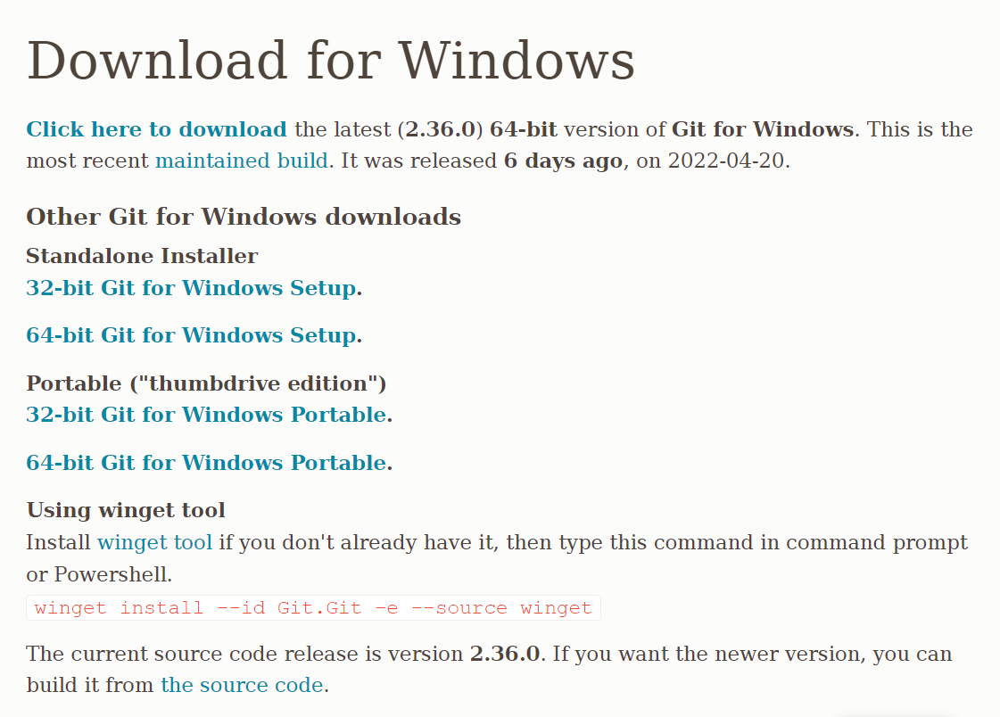 Download for Windows
Click here to download the latest (2.36.0) 64-bit version of Git for Windows. This is the
most recent maintained build. It was released 6 days ago, on 2022-04-20.
Other Git for Windows downloads
Standalone Installer
32-bit Git for Windows Setup.
64-bit Git for Windows Setup.
Portable ("thumbdrive edition")
32-bit Git for Windows Portable.
64-bit Git for Windows Portable.
Using winget tool
Install winget tool if you don't already have it, then type this command in command prompt
or Powershell.
winget install --id Git.Git -e --source winget
The current source code release is version 2.36.0. If you want the newer version, you can
build it from the source code.